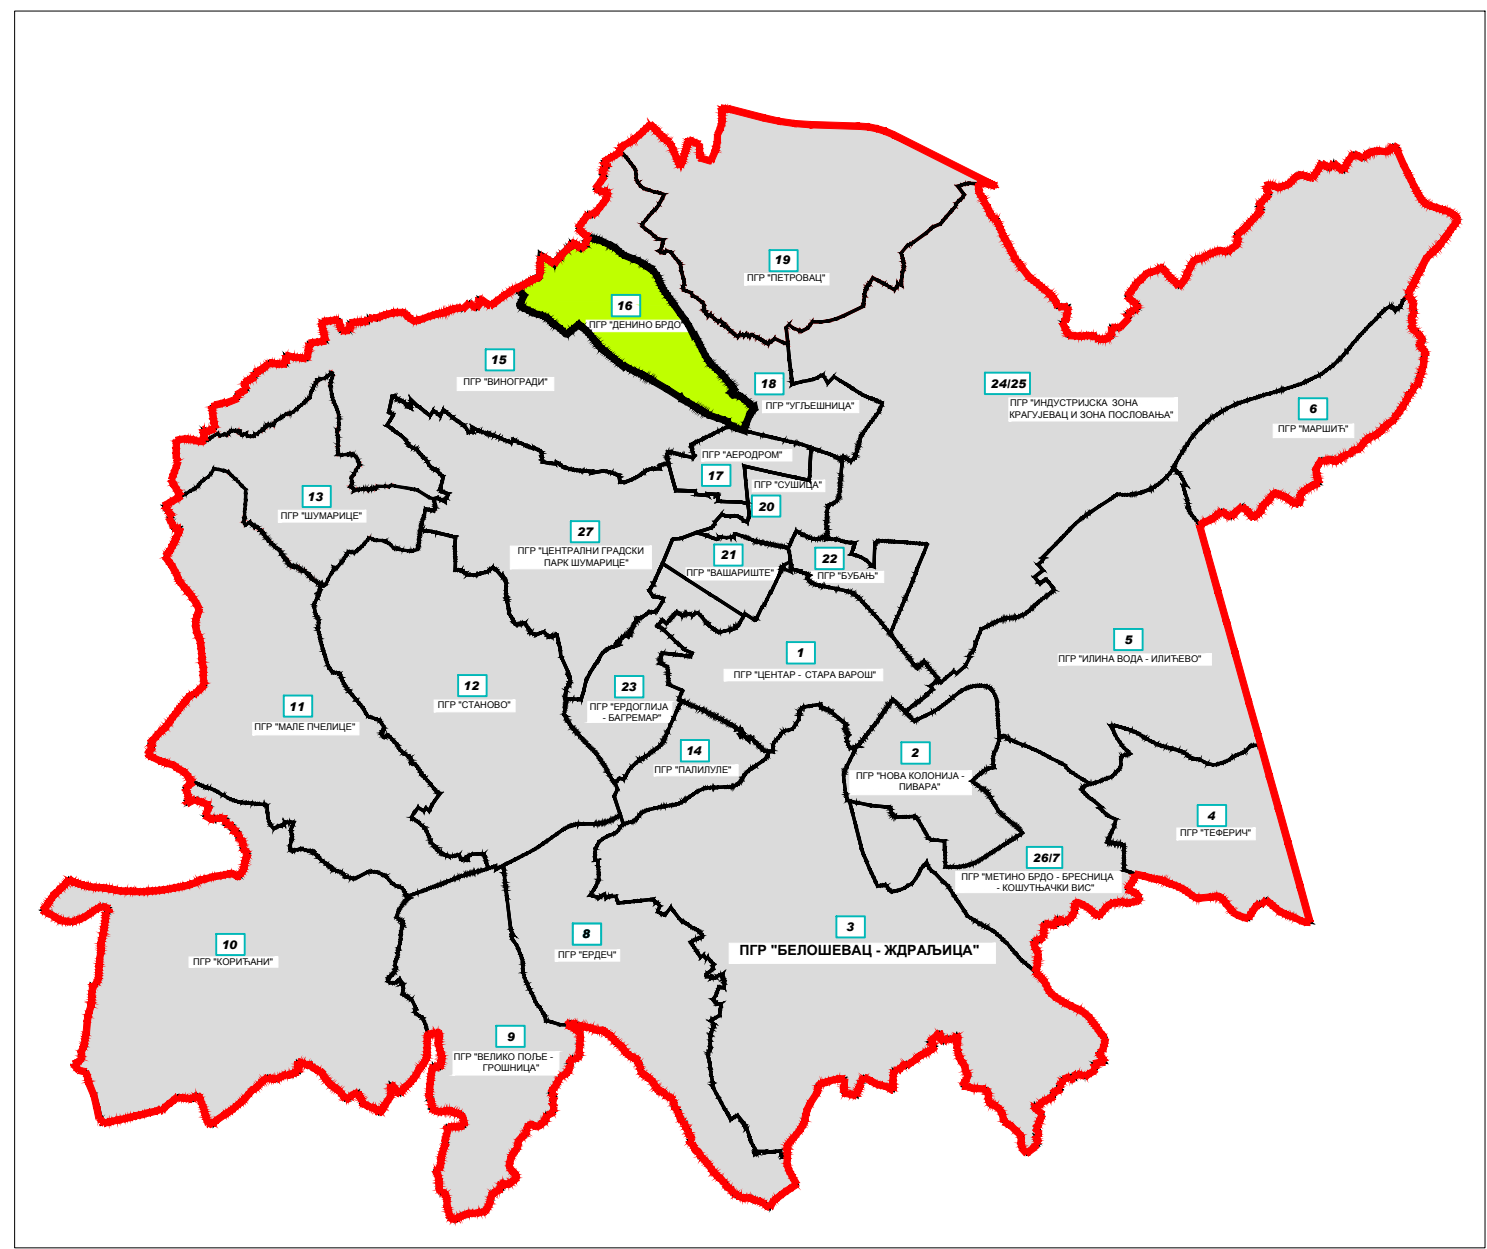 19
ПГР "ПЕТРОВАЦ"
16
ПГР "ДЕНИНО БРДО"
15
ПГР "ВИНОГРАДИ"
18
ПГР "УГЉЕШНИЦА"
24/25
ПГР "ИНДУСТРИЈСКА ЗОНА
КРАГУЈЕВАЦ И ЗОНА ПОСЛОВАЊА"
6
ПГР "МАРШИЋ"
ПГР "АЕРОДРОМ"
17
ПГР "СУШИЦА"
20
13
ПГР "ШУМАРИЦЕ"
27
ПГР "ЦЕНТРАЛНИ ГРАДСКИ
ПАРК ШУМАРИЦЕ"
21
ПГР "ВАШАРИШТЕ"
22
ПГР "БУБАЊ"
1
ПГР "ЦЕНТАР - СТАРА ВАРОШ"
5
ПГР "ИЛИНА ВОДА - ИЛИЋЕВО"
11
ПГР "МАЛЕ ПЧЕЛИЦЕ"
12
ПГР "СТАНОВО"
23
ПГР "ЕРДОГЛИЈА
- БАГРЕМАР"
14
ПГР "ПАЛИЛУЛЕ"
2
ПГР "НОВА КОЛОНИЈА -
ПИВАРА"
4
ПГР "ТЕФЕРИЧ"
26/7
ПГР "МЕТИНО БРДО - БРЕСНИЦА
- КОШУТЊАЧКИ ВИС"
10
ПГР "КОРИЋАНИ"
8
ПГР "ЕРДЕЧ"
3
ПГР "БЕЛОШЕВАЦ - ЖДРАЉИЦА"
9
ПГР "ВЕЛИКО ПОЉЕ -
ГРОШНИЦА"